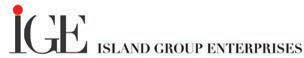 iGE ISLAND GROUP ENTERPRISES